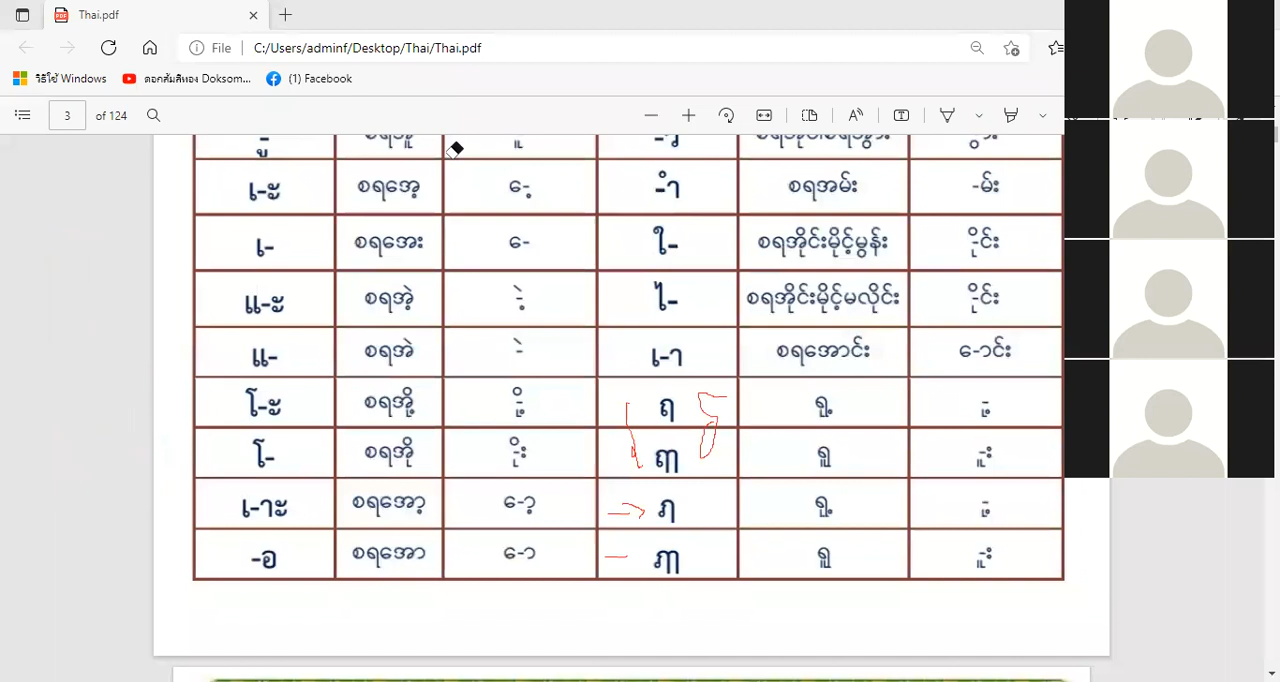 Thai.pdf
File C:/Users/adminf/Desktop/Thai/Thai.pdf
วิธีใช้ Windows ดอกส้มสีทอง Doksom... (1) Facebook
3 of 124
เ-ะ စရအေ့ ေ-့ -ำ စရအမ်း -မ်း
เ- စရအေး ေ- ใ- စရအိုင်းမိုင့်မွန်း -ိုင်း
แ-ะ စရအဲ့ -ဲ့ ไ- စရအိုင်းမိုင့်မလိုင်း -ိုင်း
แ- စရအဲ -ဲ เ-า စရအောင်း ေ-ာင်း
โ-ะ စရအို့ -ို့ ฤ ရှု့ -ု့
โ- စရအို -ိုး ฤๅ ရှူ -ူး
เ-าะ စရအော့ ေ-ာ့ ฦ ရှု့ -ု့
-อ စရအော ေ-ာ ฦๅ ရှူ -ူး